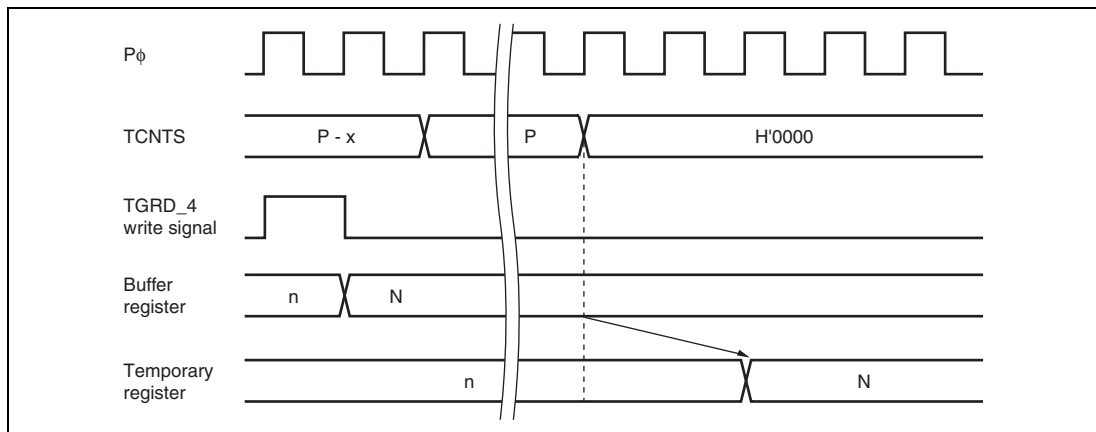 Pϕ
TCNTS
P - x
P
H'0000
TGRD_4
write signal
Buffer
register
n
N
Temporary
register
n
N